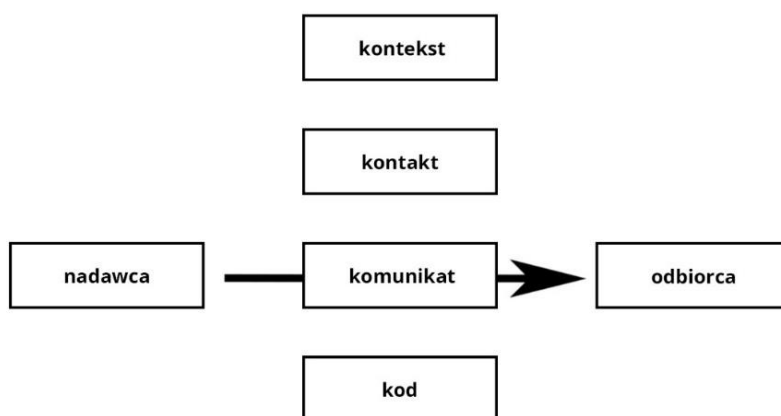 kontekst
kontakt
nadawca
komunikat
odbiorca
kod